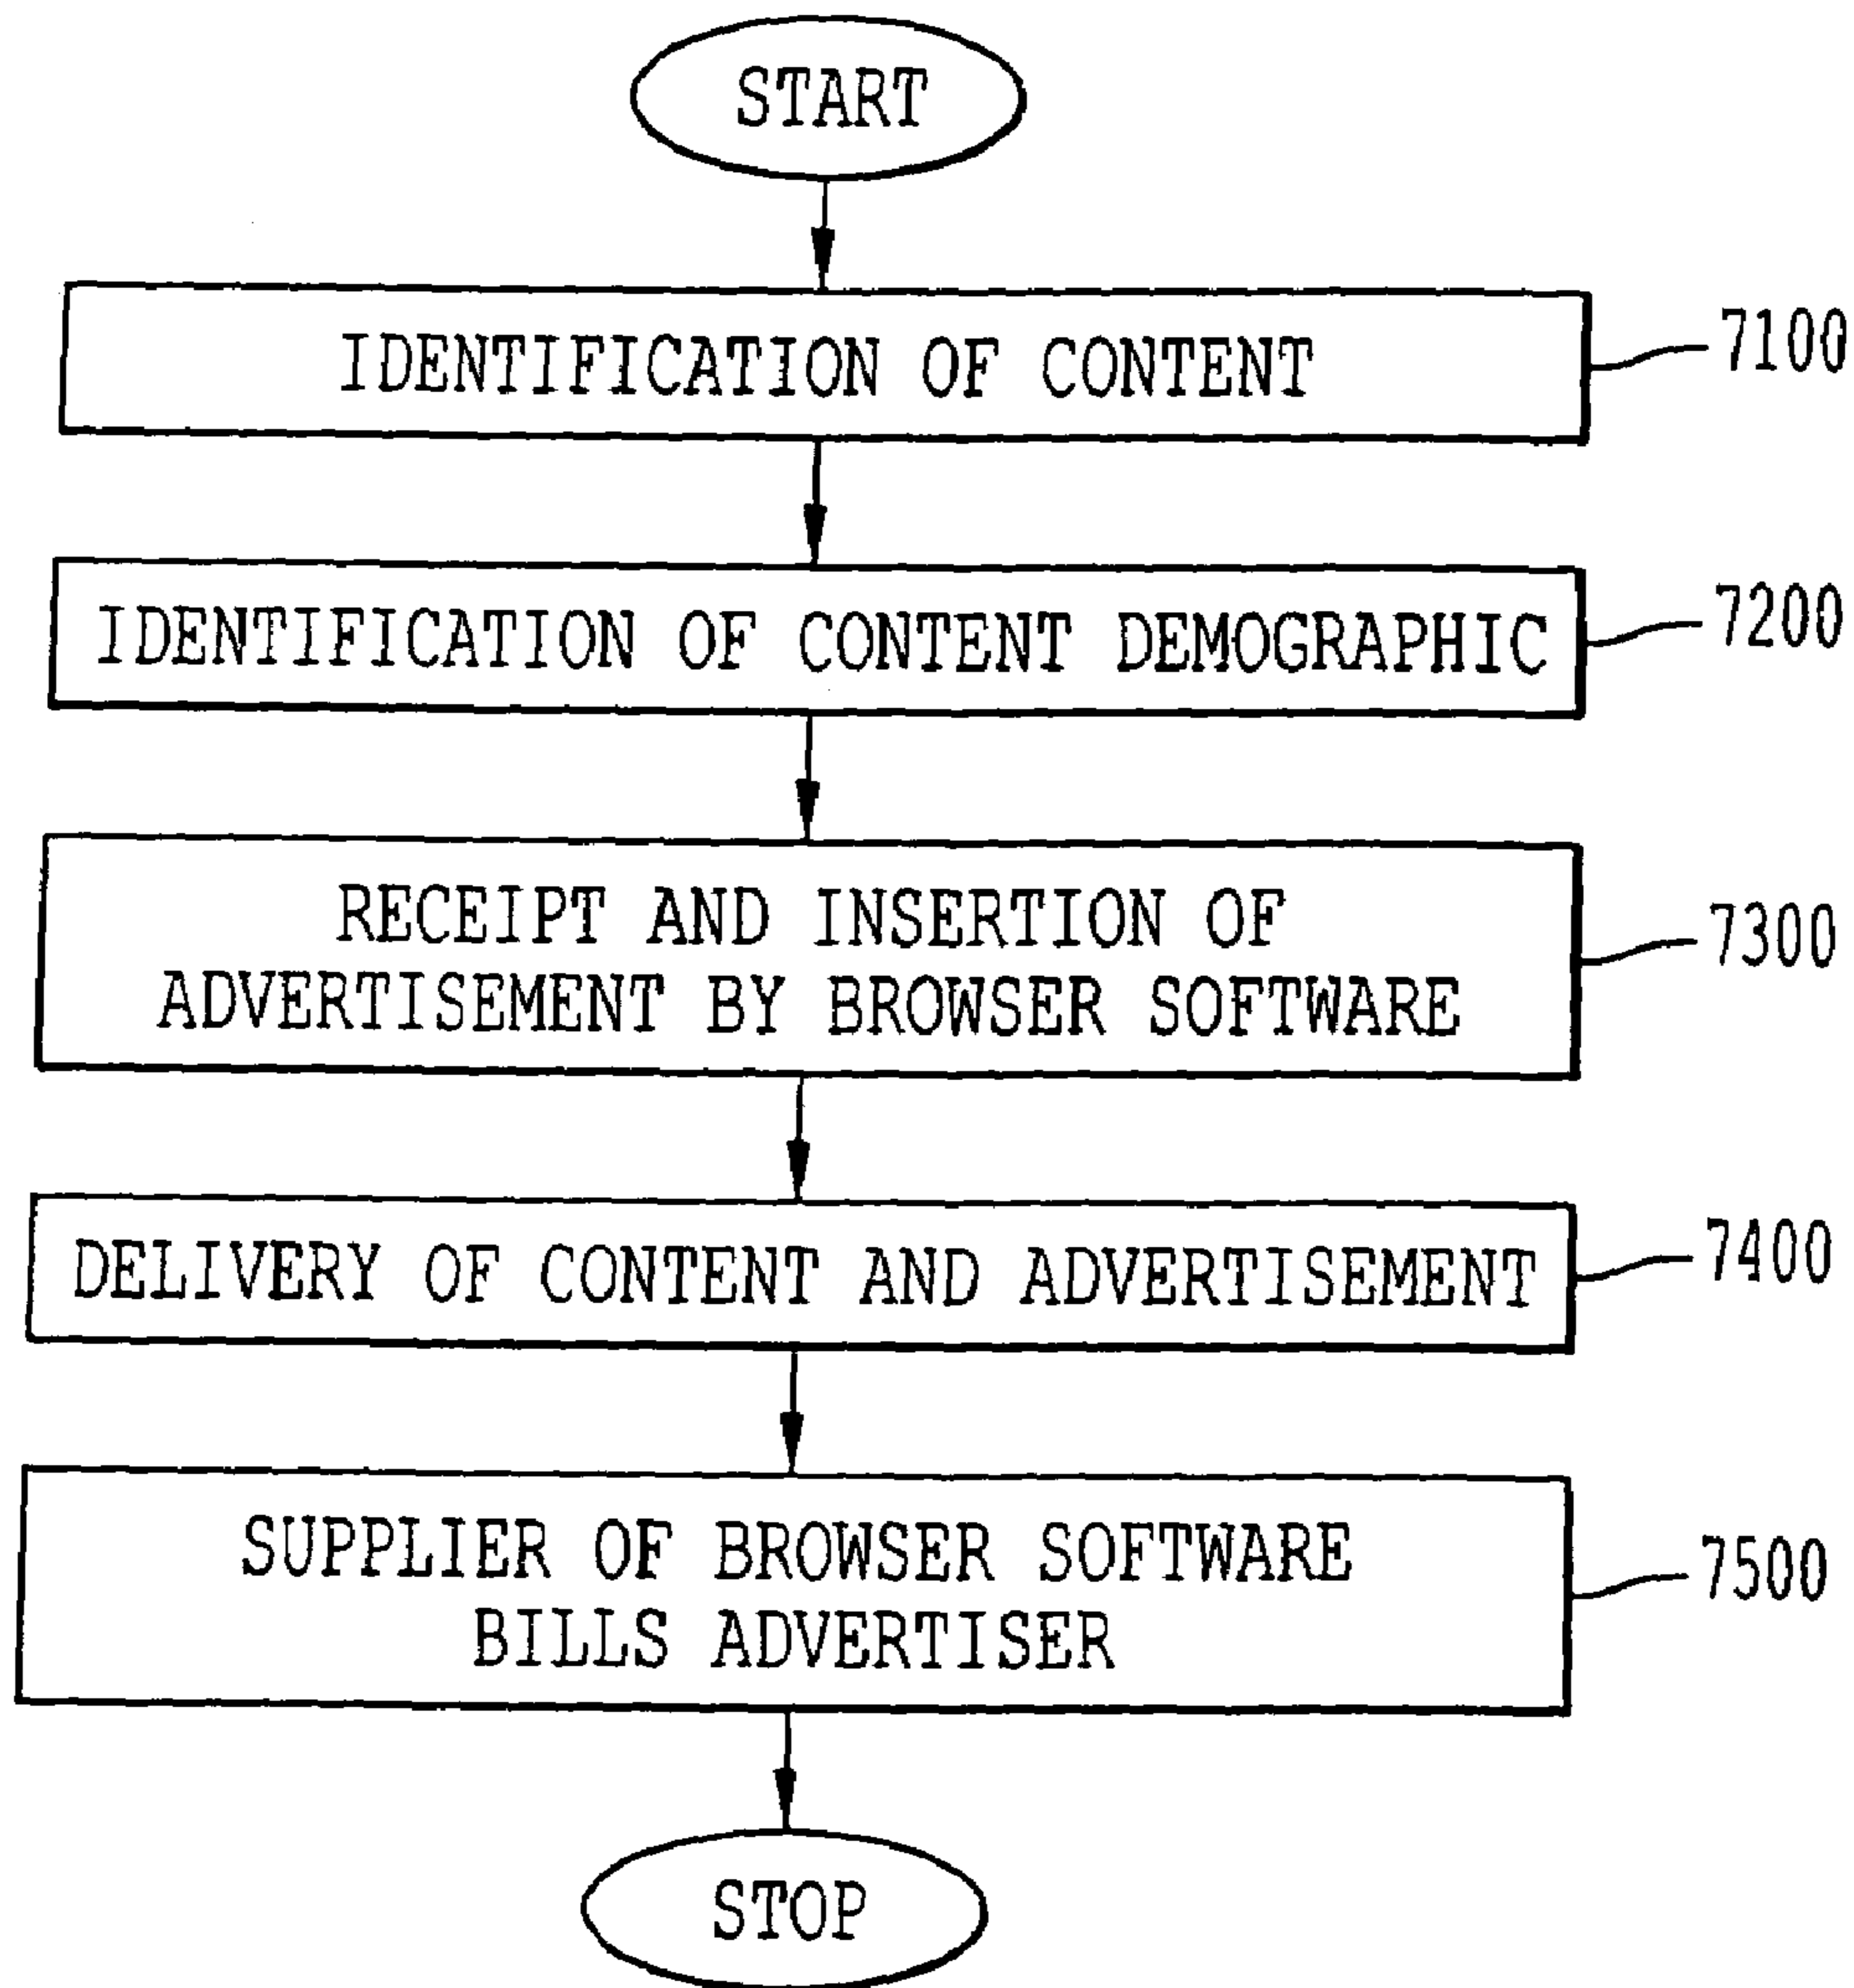 START
IDENTIFICATION OF CONTENT
7100
IDENTIFICATION OF CONTENT DEMOGRAPHIC
7200
RECEIPT AND INSERTION OF
ADVERTISEMENT BY BROWSER SOFTWARE
7300
DELIVERY OF CONTENT AND ADVERTISEMENT
7400
SUPPLIER OF BROWSER SOFTWARE
BILLS ADVERTISER
7500
STOP